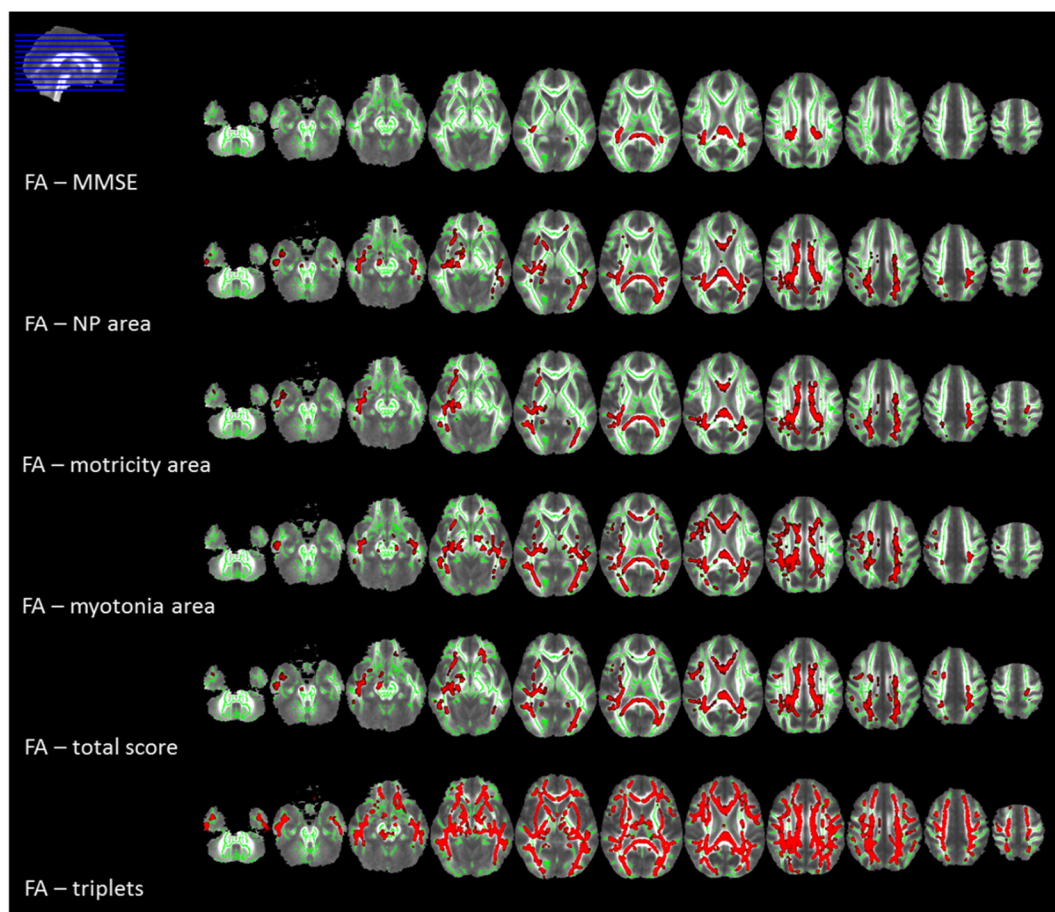 FA – MMSE
FA – NP area
FA – motricity area
FA – myotonia area
FA – total score
FA – triplets